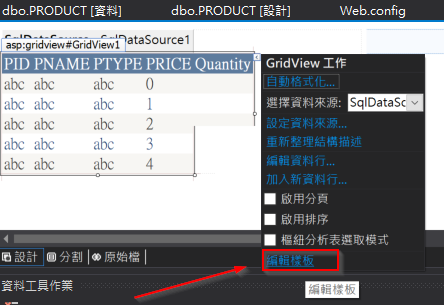 dbo.PRODUCT [資料]
dbo.PRODUCT [設計]
Web.config
SqlDataSource - SqlDataSource1
asp:gridview#GridView1
PID PNAME PTYPE PRICE Quantity
abc abc abc 0
abc abc abc 1
abc abc abc 2
abc abc abc 3
abc abc abc 4
GridView 工作
自動格式化...
選擇資料來源: SqlDataSc
設定資料來源...
重新整理結構描述
編輯資料行...
加入新資料行...
啟用分頁
啟用排序
樞紐分析表選取模式
編輯樣板
編輯樣板
設計 分割 原始檔
資料工具作業